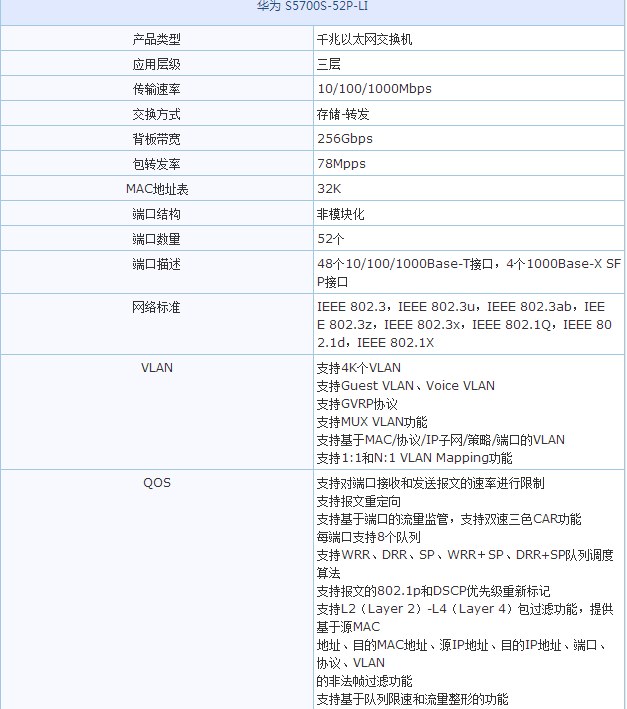 华为 S5700S-52P-LI
产品类型 千兆以太网交换机
应用层级 三层
传输速率 10/100/1000Mbps
交换方式 存储-转发
背板带宽 256Gbps
包转发率 78Mpps
MAC地址表 32K
端口结构 非模块化
端口数量 52个
端口描述 48个10/100/1000Base-T接口，4个1000Base-X SF
P接口
网络标准 IEEE 802.3，IEEE 802.3u，IEEE 802.3ab，IEE
E 802.3z，IEEE 802.3x，IEEE 802.1Q，IEEE 80
2.1d，IEEE 802.1X
VLAN 支持4K个VLAN
支持Guest VLAN、Voice VLAN
支持GVRP协议
支持MUX VLAN功能
支持基于MAC/协议/IP子网/策略/端口的VLAN
支持1:1和N:1 VLAN Mapping功能
QOS 支持对端口接收和发送报文的速率进行限制
支持报文重定向
支持基于端口的流量监管，支持双速三色CAR功能
每端口支持8个队列
支持WRR、DRR、SP、WRR＋SP、DRR+SP队列调度
算法
支持报文的802.1p和DSCP优先级重新标记
支持L2（Layer 2）-L4（Layer 4）包过滤功能，提供
基于源MAC
地址、目的MAC地址、源IP地址、目的IP地址、端口、
协议、VLAN
的非法帧过滤功能
支持基于队列限速和流量整形的功能